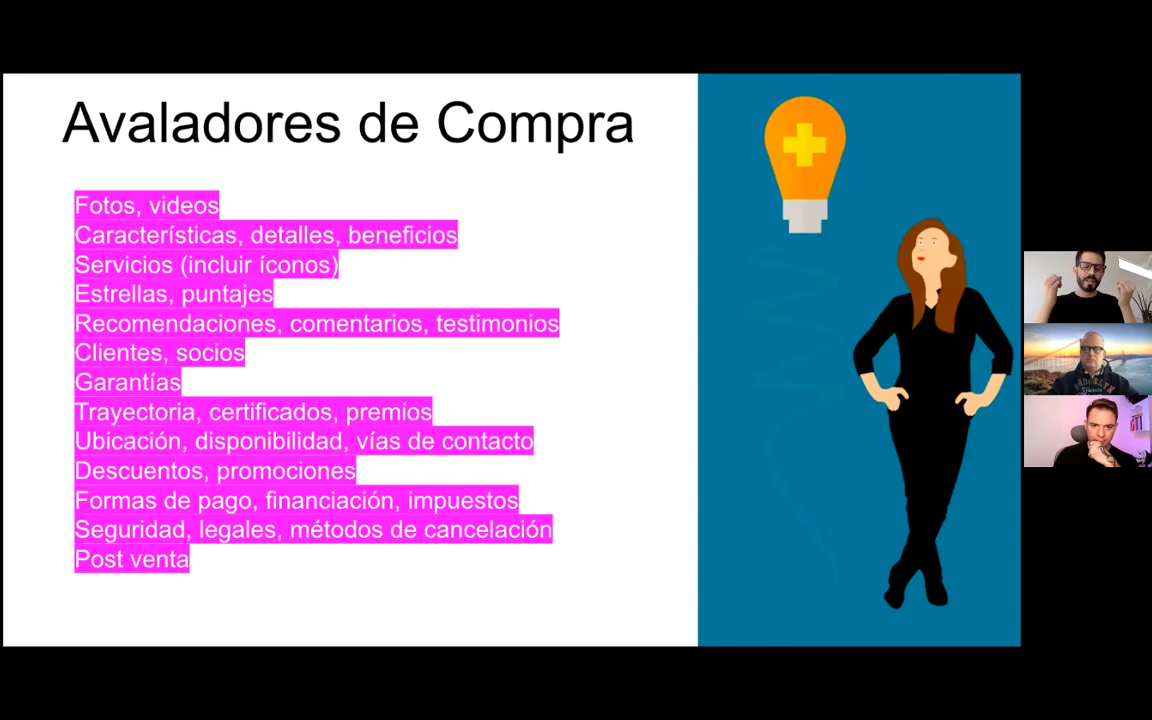 Avaladores de Compra
Fotos, videos
Características, detalles, beneficios
Servicios (incluir íconos)
Estrellas, puntajes
Recomendaciones, comentarios, testimonios
Clientes, socios
Garantías
Trayectoria, certificados, premios
Ubicación, disponibilidad, vías de contacto
Descuentos, promociones
Formas de pago, financiación, impuestos
Seguridad, legales, métodos de cancelación
Post venta
BROOKLYN